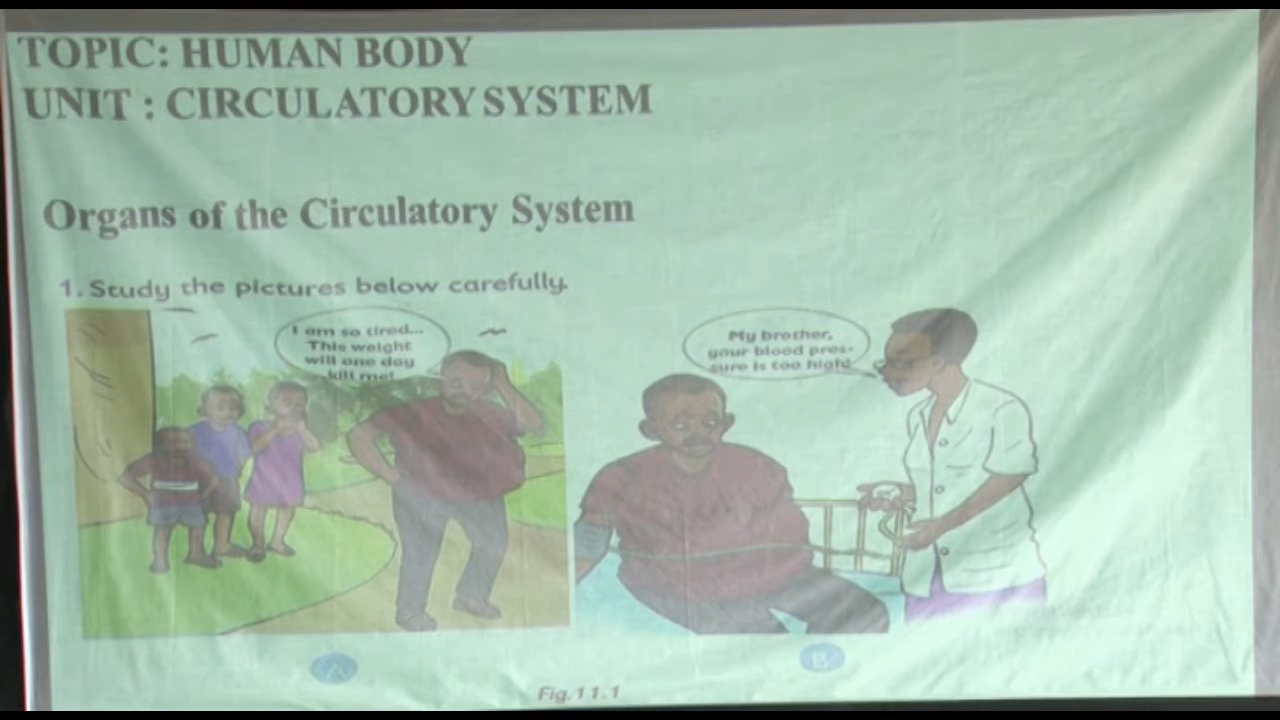 TOPIC: HUMAN BODY
UNIT : CIRCULATORY SYSTEM
Organs of the Circulatory System
1. Study the pictures below carefully.
I am so tired...
This weight
will one day
kill me!
My brother,
your blood pres-
sure is too high!
A
B
Fig.11.1